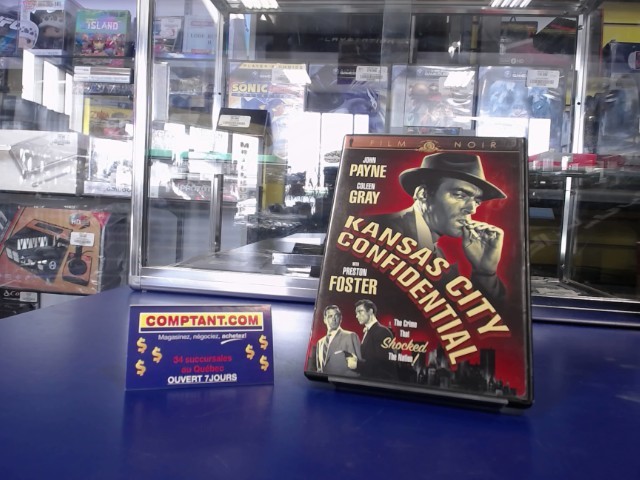 ISLAND
SONIC
FILM NOIR
JOHN
PAYNE
COLEEN
GRAY
KANSAS CITY
CONFIDENTIAL
WITH
PRESTON
FOSTER
The Crime
That
Shocked
The Nation!
COMPTANT.COM
Magasinez, négociez, achetez!
34 succursales
au Québec
OUVERT 7JOURS